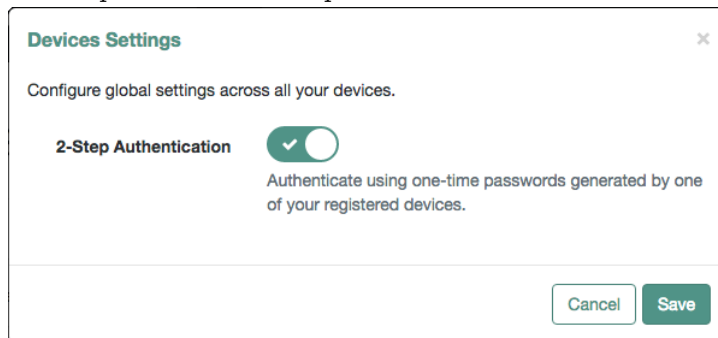 Devices Settings ×
Configure global settings across all your devices.
2-Step Authentication
Authenticate using one-time passwords generated by one
of your registered devices.
Cancel Save